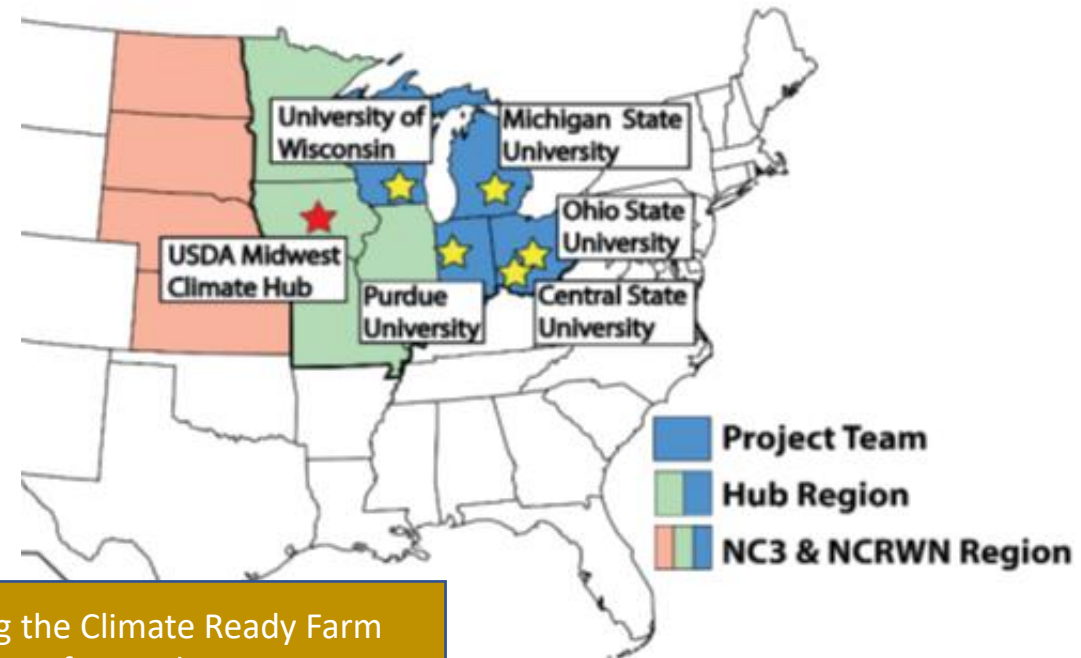 University of
Wisconsin
Michigan State
University
Ohio State
University
USDA Midwest
Climate Hub
Purdue
University
Central State
University
Project Team
Hub Region
NC3 & NCRWN Region
the Climate Ready Farm